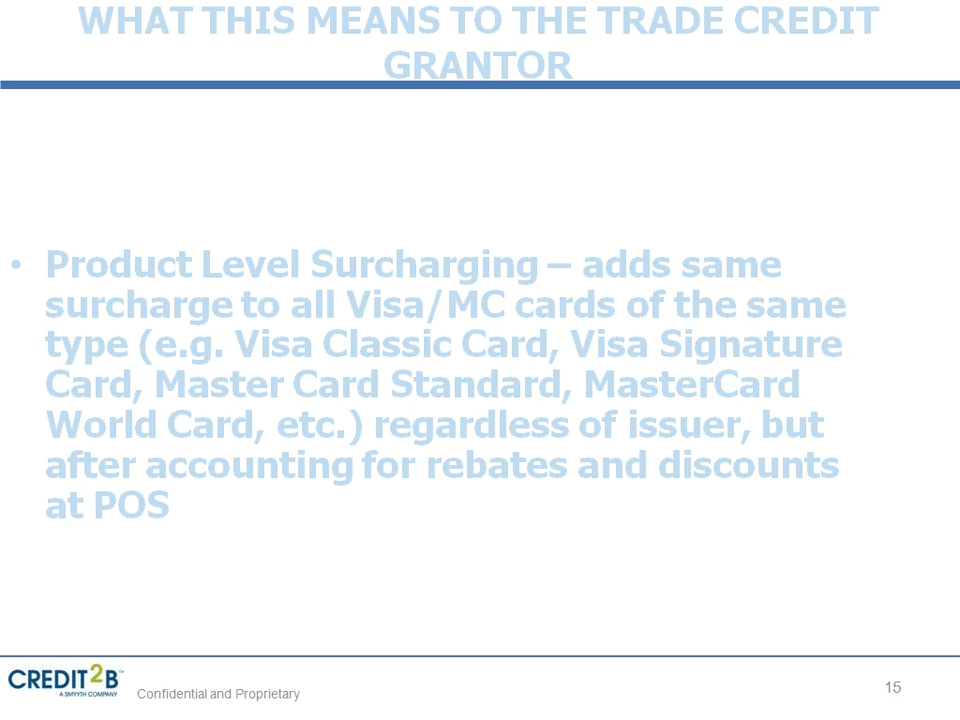 WHAT THIS MEANS TO THE TRADE CREDIT
GRANTOR
• Product Level Surcharging – adds same
surcharge to all Visa/MC cards of the same
type (e.g. Visa Classic Card, Visa Signature
Card, Master Card Standard, MasterCard
World Card, etc.) regardless of issuer, but
after accounting for rebates and discounts
at POS
CREDIT2B™
A SMYYTH COMPANY
Confidential and Proprietary
15